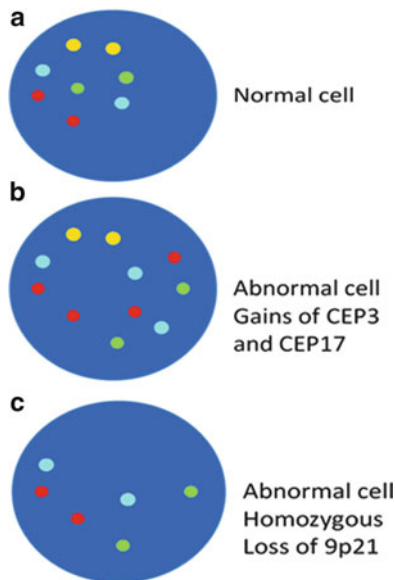 a
Normal cell
b
Abnormal cell
Gains of CEP3
and CEP17
c
Abnormal cell
Homozygous
Loss of 9p21